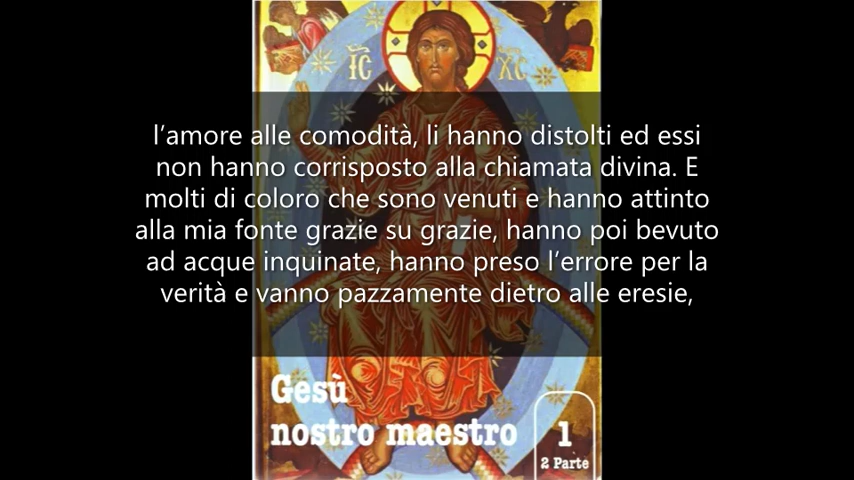 IC XC
l’amore alle comodità, li hanno distolti ed essi
non hanno corrisposto alla chiamata divina. E
molti di coloro che sono venuti e hanno attinto
alla mia fonte grazie su grazie, hanno poi bevuto
ad acque inquinate, hanno preso l’errore per la
verità e vanno pazzamente dietro alle eresie,
Gesù
nostro maestro
1
2 Parte